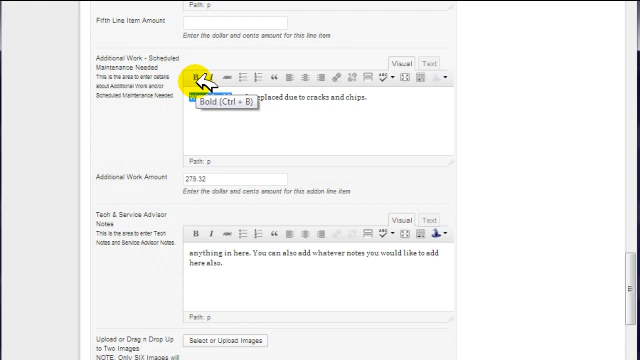 Path: p
Fifth Line Item Amount
Enter the dollar and cents amount for this line item
Additional Work - Scheduled
Maintenance Needed
This is the area to enter details
about Additional Work and/or
Scheduled Maintenance Needed.
Visual Text
B I ABC
replaced due to cracks and chips.
Bold (Ctrl + B)
Path: p
Additional Work Amount
279.32
Enter the dollar and cents amount for this addon line item
Tech & Service Advisor
Notes
This is the area to enter Tech
Notes and Service Advisor Notes.
Visual Text
B I ABC
anything in here. You can also add whatever notes you would like to add
here also.
Path: p
Upload or Drag n Drop Up
to Two Images
NOTE: Only SIX Images will
Select or Upload Images